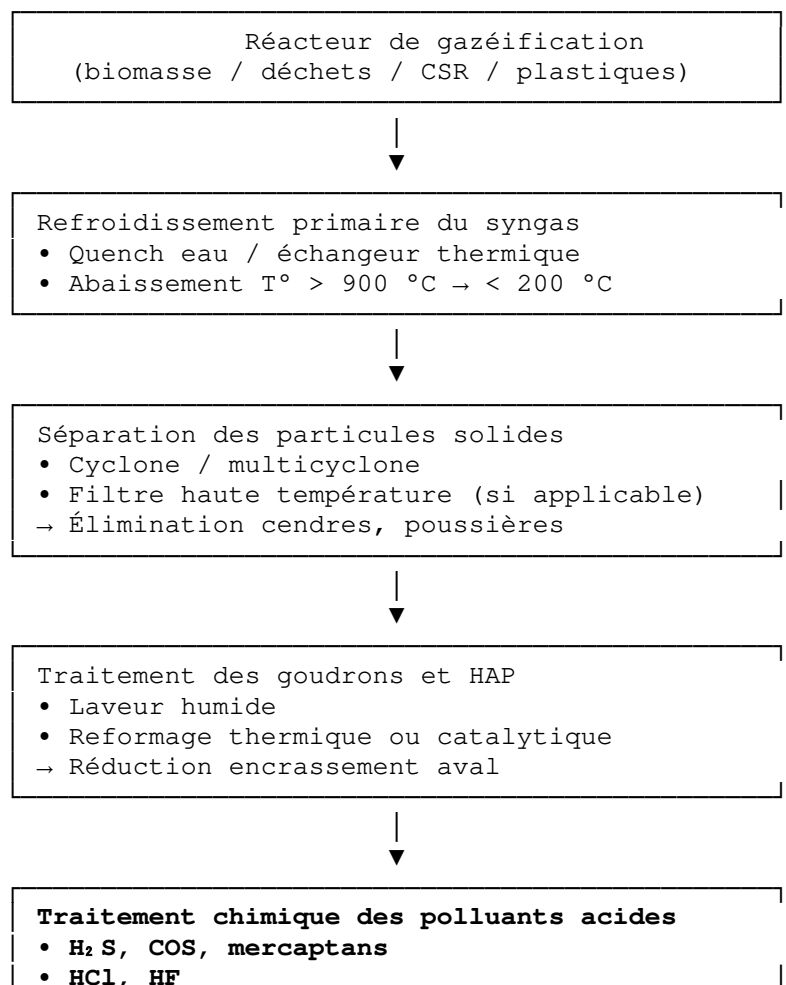 Réacteur de gazéification
(biomasse / déchets / CSR / plastiques)
Refroidissement primaire du syngas
• Quench eau / échangeur thermique
• Abaissement T° > 900 °C → < 200 °C
Séparation des particules solides
• Cyclone / multicyclone
• Filtre haute température (si applicable)
→ Élimination cendres, poussières
Traitement des goudrons et HAP
• Laveur humide
• Reformage thermique ou catalytique
→ Réduction encrassement aval
Traitement chimique des polluants acides
• H₂ S, COS, mercaptans
• HCl, HF